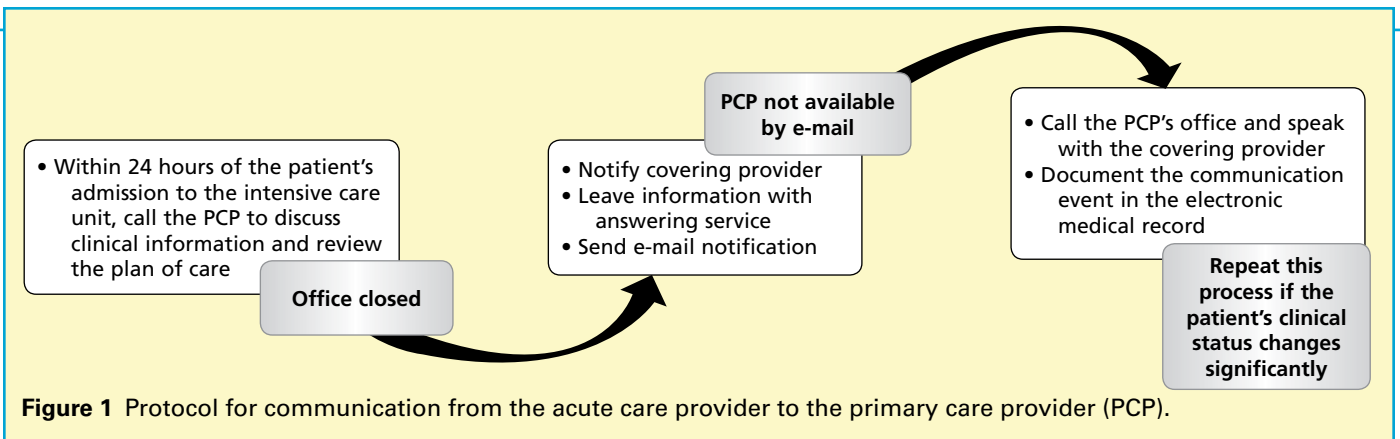 • Within 24 hours of the patient's
admission to the intensive care
unit, call the PCP to discuss
clinical information and review
the plan of care
Office closed
PCP not available
by e-mail
• Notify covering provider
• Leave information with
answering service
• Send e-mail notification
• Call the PCP's office and speak
with the covering provider
• Document the communication
event in the electronic
medical record
Repeat this
process if the
patient's clinical
status changes
significantly
Figure 1 Protocol for communication from the acute care provider to the primary care provider (PCP).